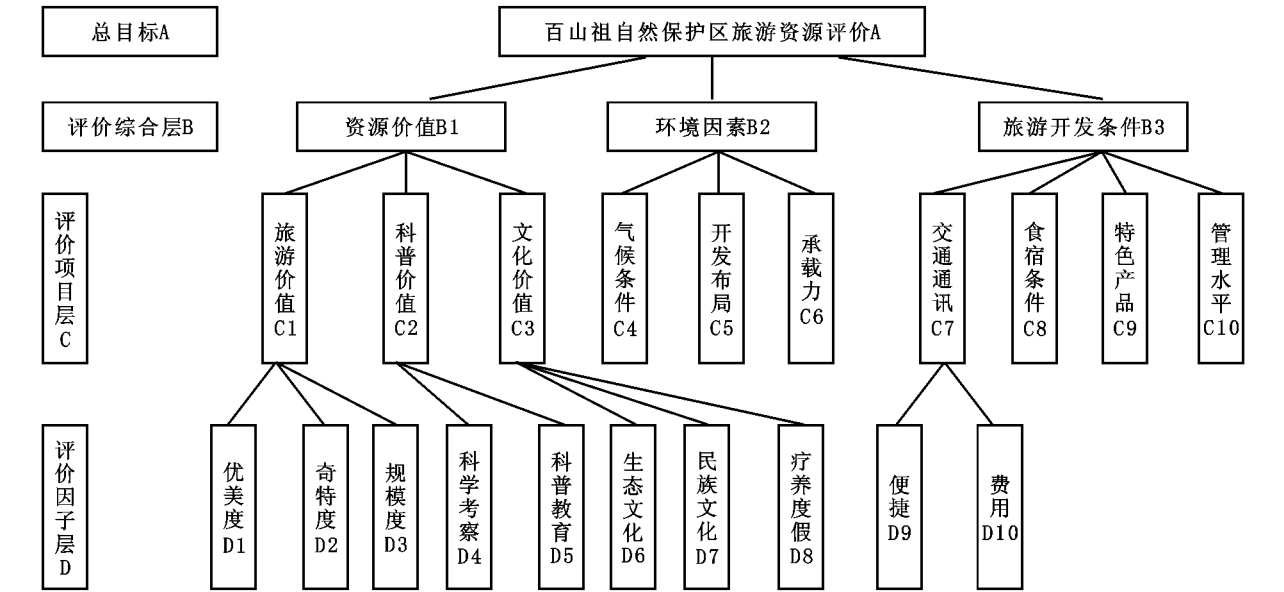 总目标A
百山祖自然保护区旅游资源评价A
评价综合层B
资源价值B1
环境因素B2
旅游开发条件B3
评价项目层C
旅游价值C1
科普价值C2
文化价值C3
气候条件C4
开发布局C5
承载力C6
交通通讯C7
食宿条件C8
特色产品C9
管理水平C10
评价因子层D
优美度D1
奇特度D2
规模度D3
科学考察D4
科普教育D5
生态文化D6
民族文化D7
疗养度假D8
便捷D9
费用D10